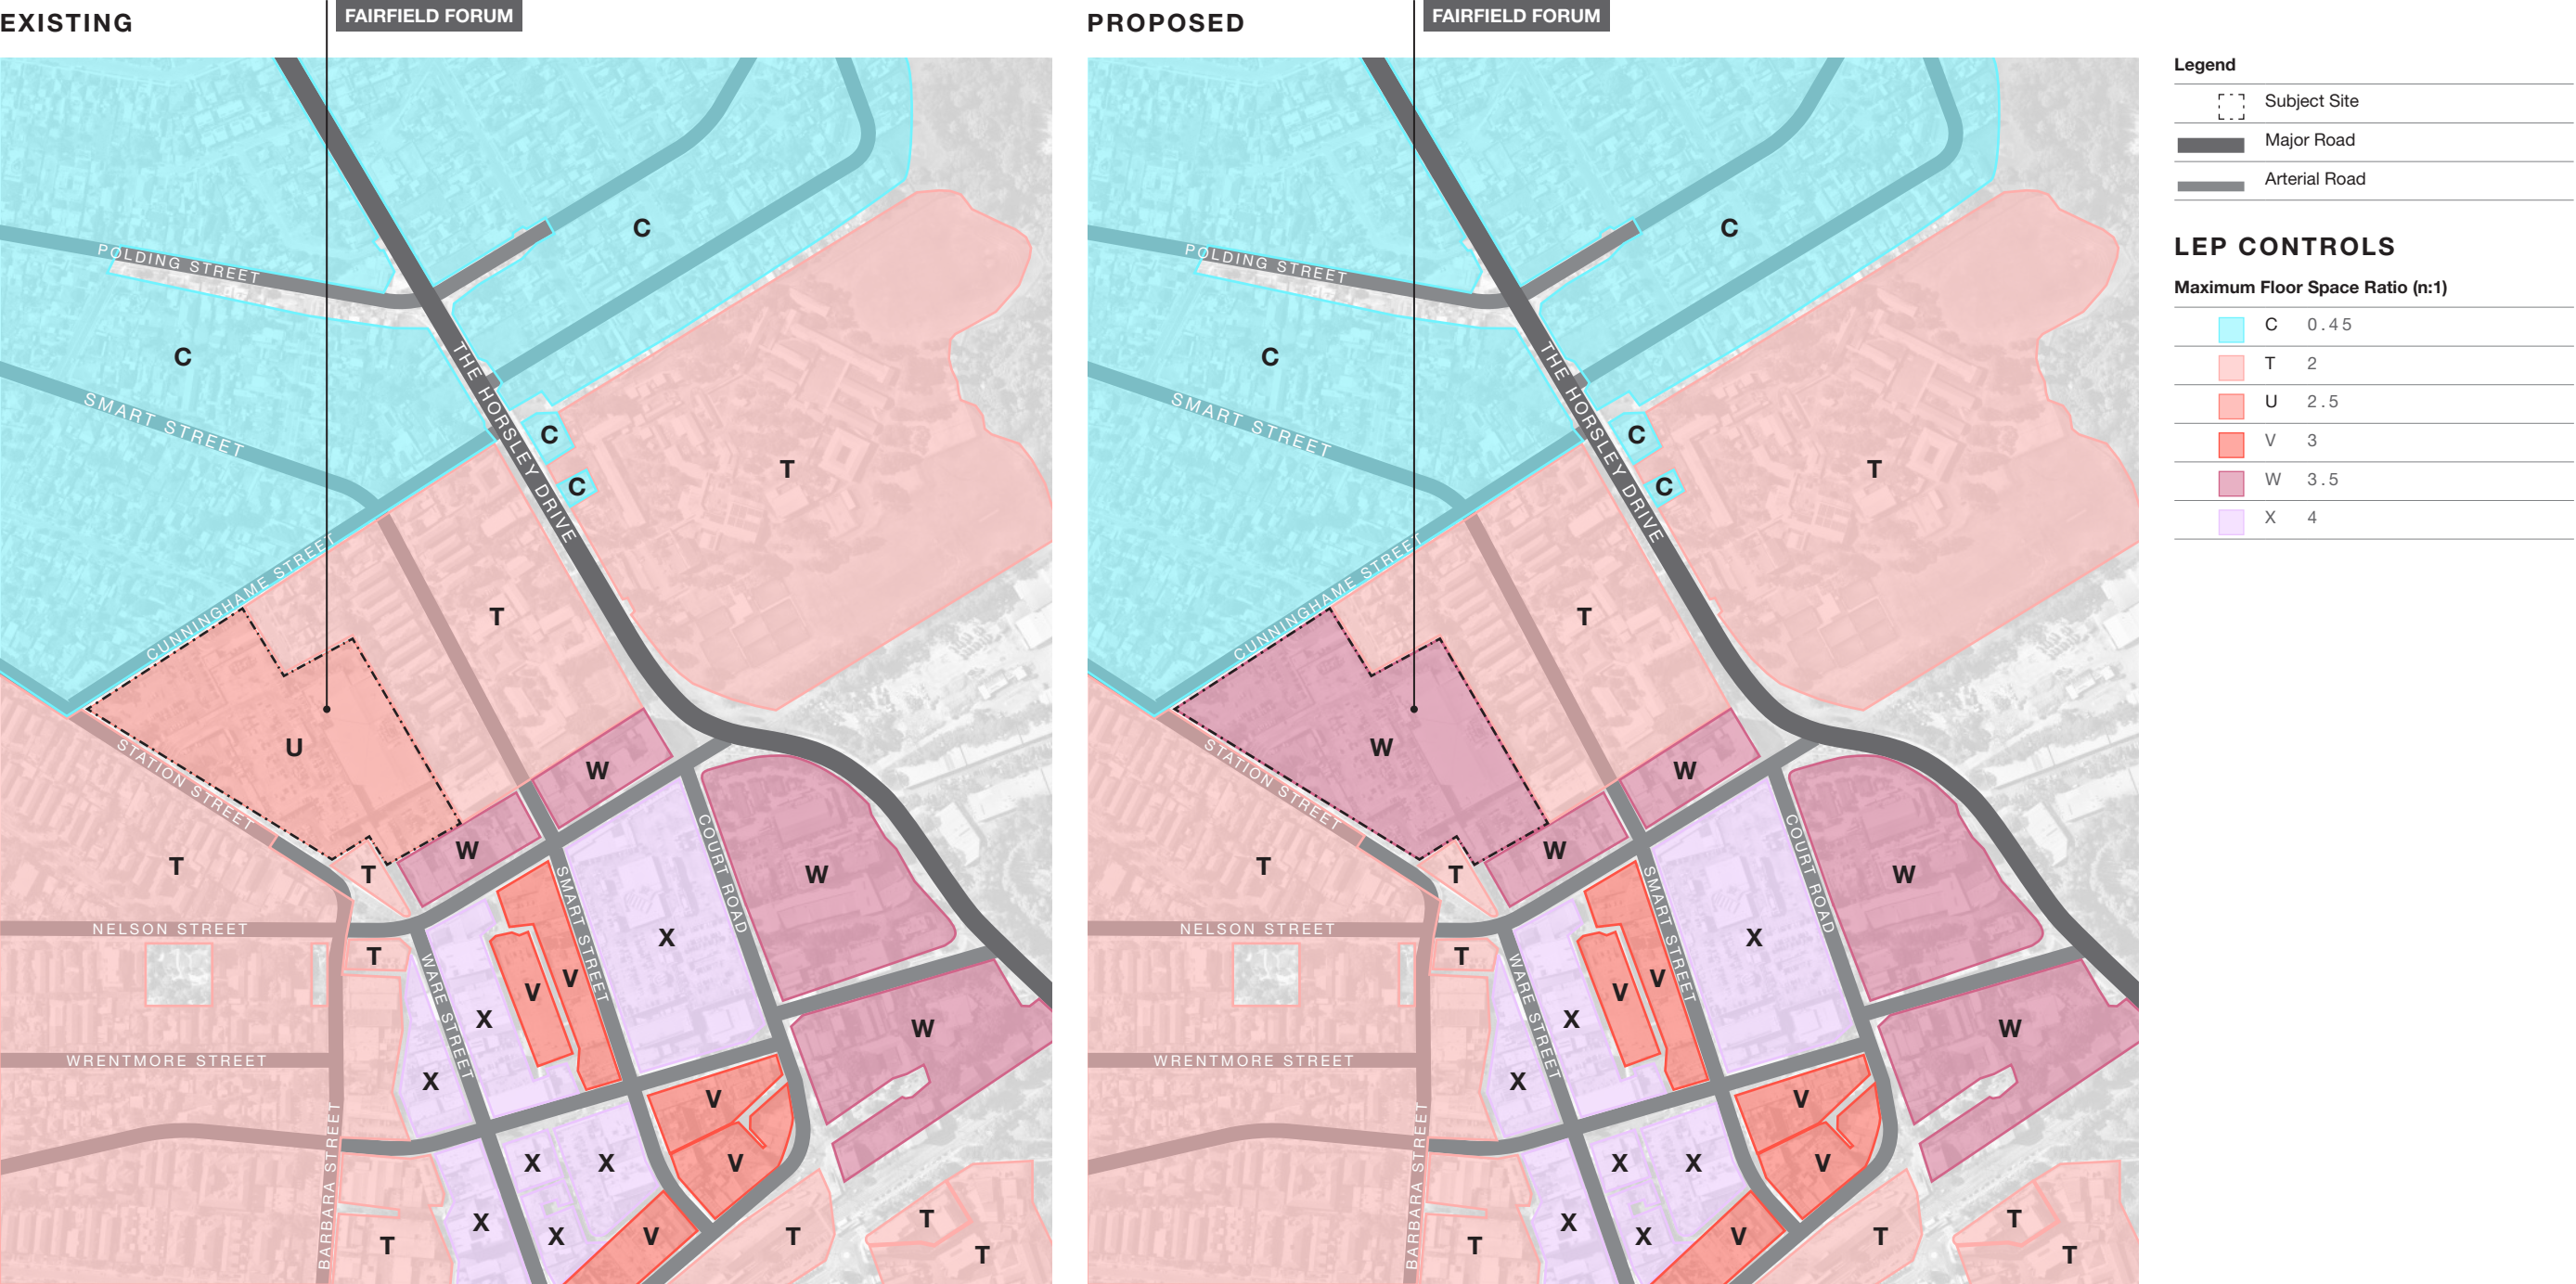 EXISTING
FAIRFIELD FORUM
POLDING STREET
C
C
SMART STREET
THE HORSLEY DRIVE
C
C
T
CUNNINGHAME STREET
T
U
STATION STREET
W
W
T
T
COURT ROAD
W
SMART STREET
X
NELSON STREET
T
WARE STREET
V
V
X
W
WRENTMORE STREET
X
V
BARBARA STREET
X
X
V
X
X
V
T
T
T
T
PROPOSED
FAIRFIELD FORUM
POLDING STREET
C
C
SMART STREET
THE HORSLEY DRIVE
C
C
T
CUNNINGHAME STREET
T
W
STATION STREET
W
W
T
T
COURT ROAD
W
SMART STREET
X
NELSON STREET
T
WARE STREET
V
V
X
W
WRENTMORE STREET
X
V
BARBARA STREET
X
X
V
X
X
V
T
T
T
T
Legend
Subject Site
Major Road
Arterial Road
LEP CONTROLS
Maximum Floor Space Ratio (n:1)
C 0.45
T 2
U 2.5
V 3
W 3.5
X 4